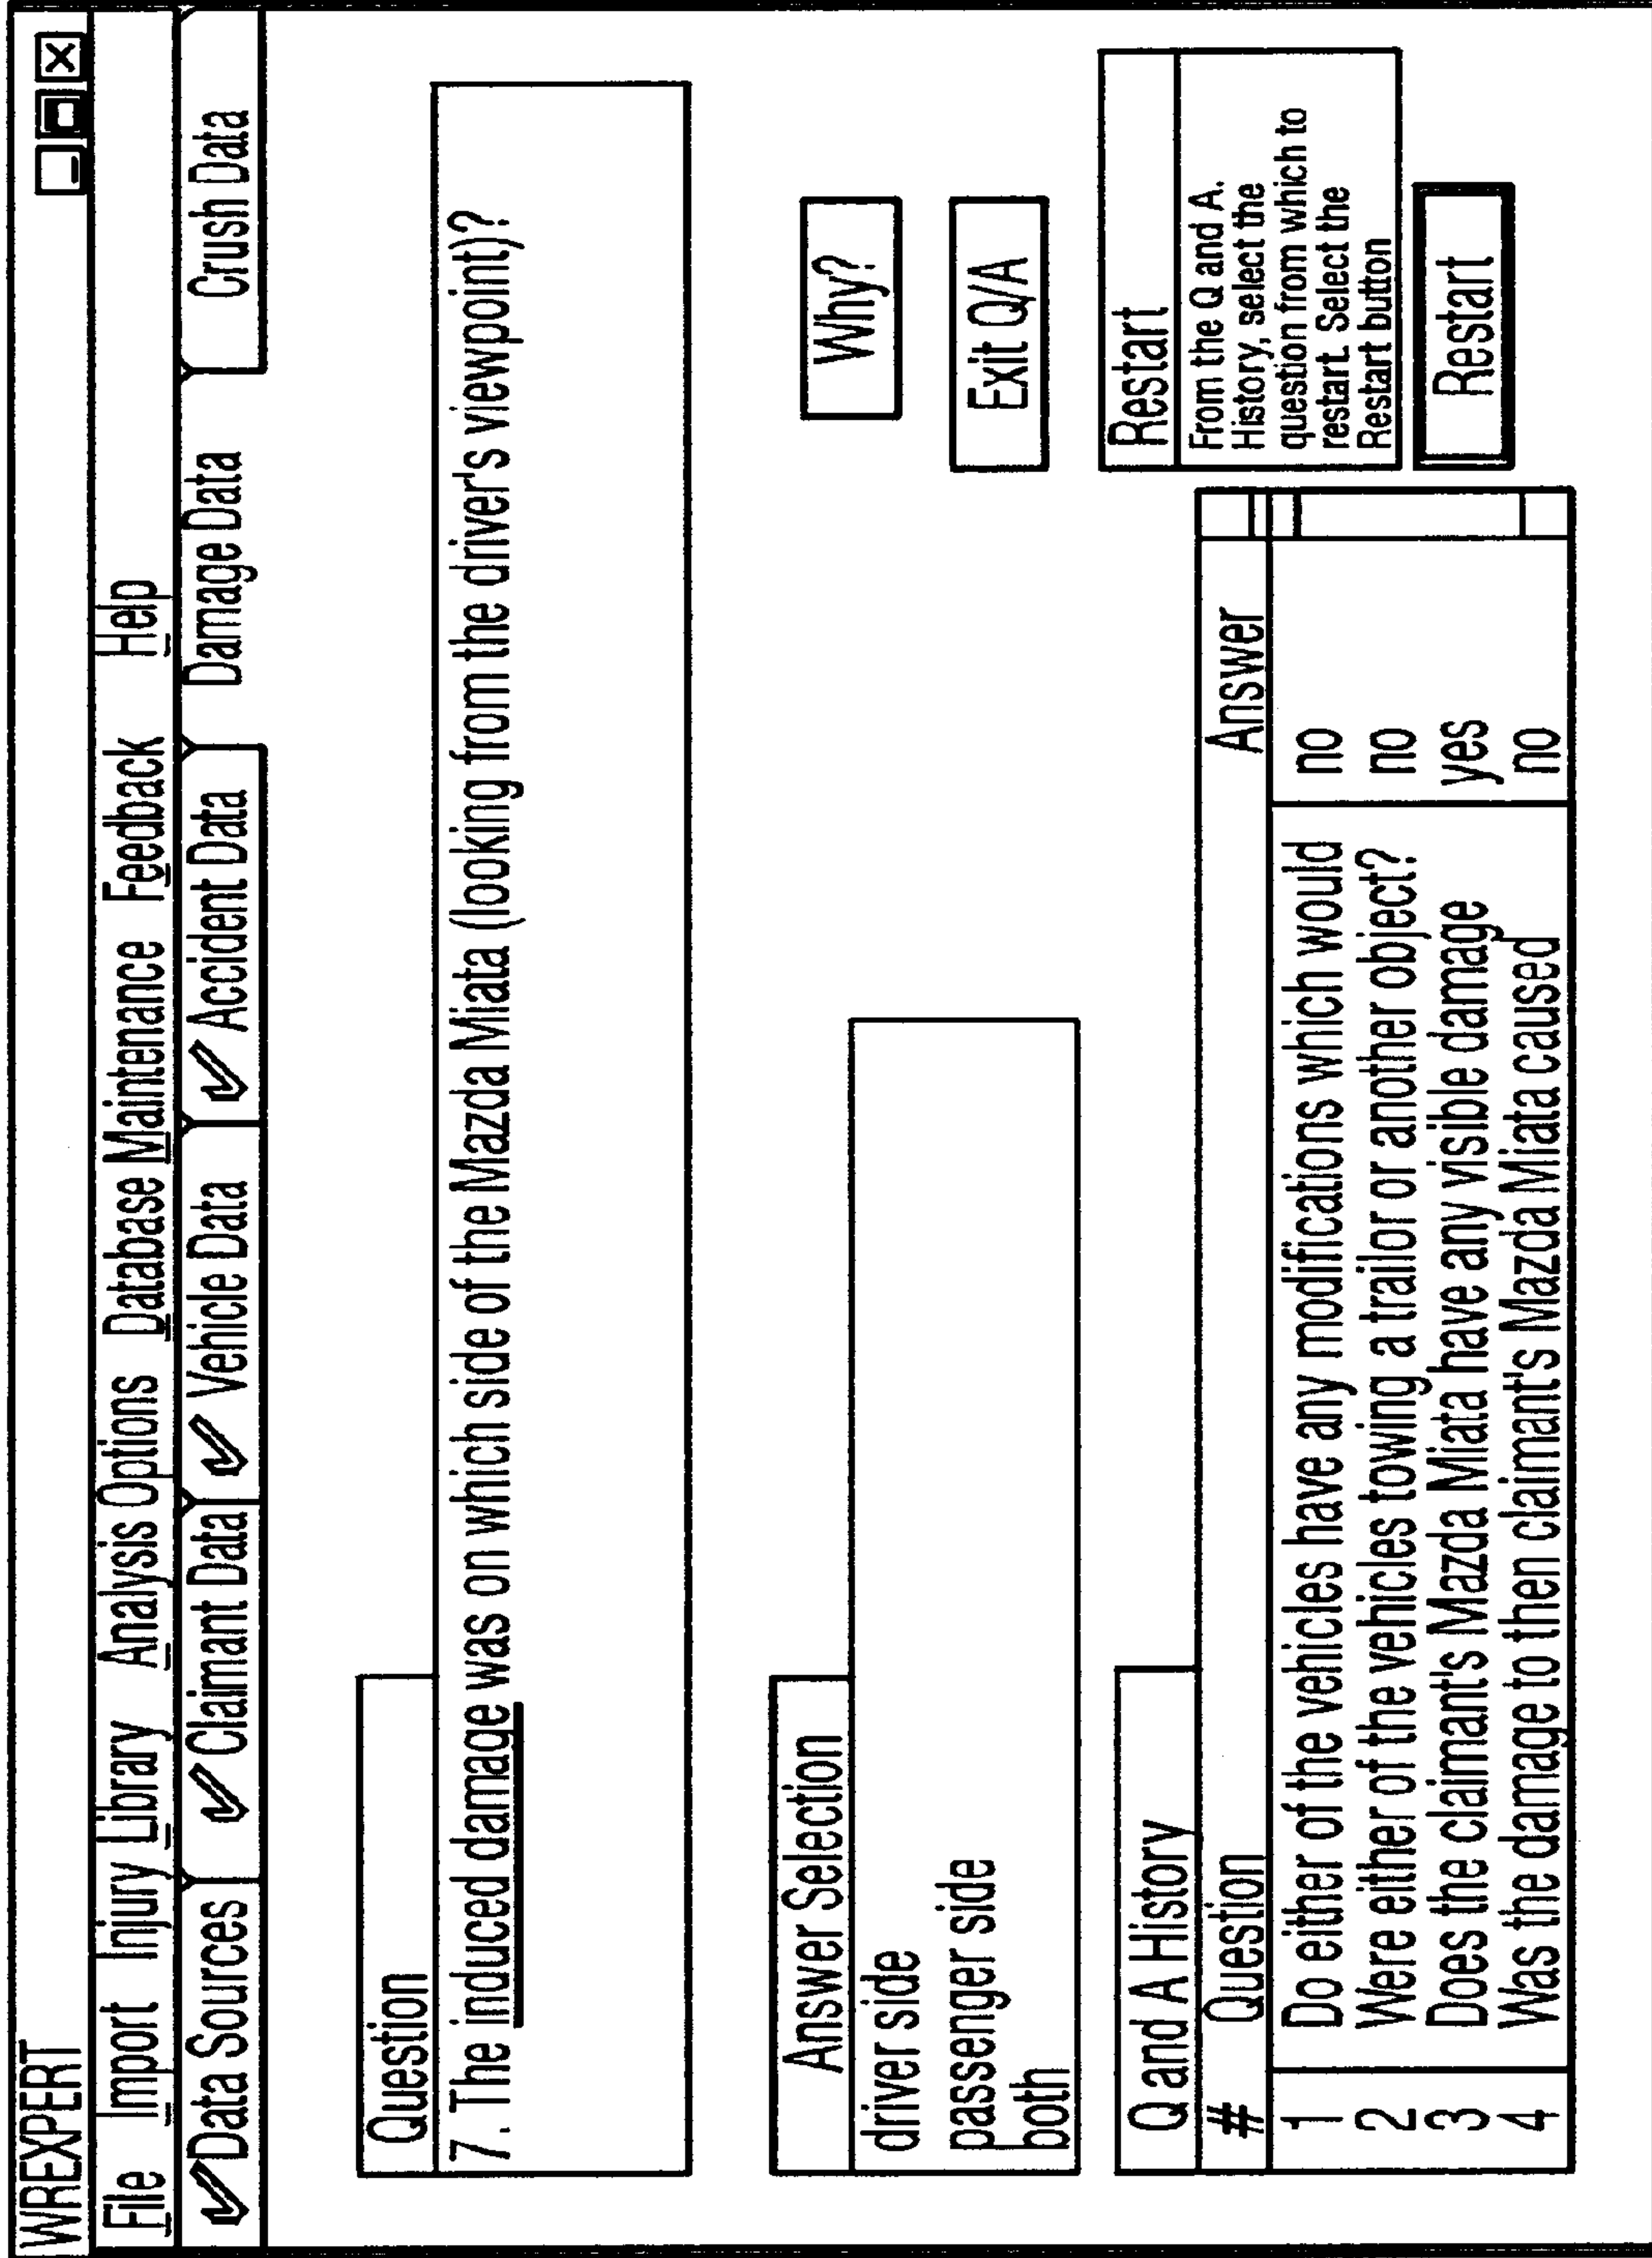 WREXPERT
File Import Injury Library Analysis Options Database Maintenance Feedback Help
Data Sources Claimant Data Vehicle Data Accident Data Damage Data Crush Data
Question
7. The induced damage was on which side of the Mazda Miata (looking from the driver's viewpoint)?
Answer Selection
driver side
passenger side
both
Why?
Exit Q/A
Q and A History
# Question Answer
1 Do either of the vehicles have any modifications which would no
2 Were either of the vehicles towing a trailor or another object? no
3 Does the claimant's Mazda Miata have any visible damage yes
4 Was the damage to then claimant's Mazda Miata caused no
Restart
From the Q and A.
History, select the
question from which to
restart. Select the
Restart button
Restart